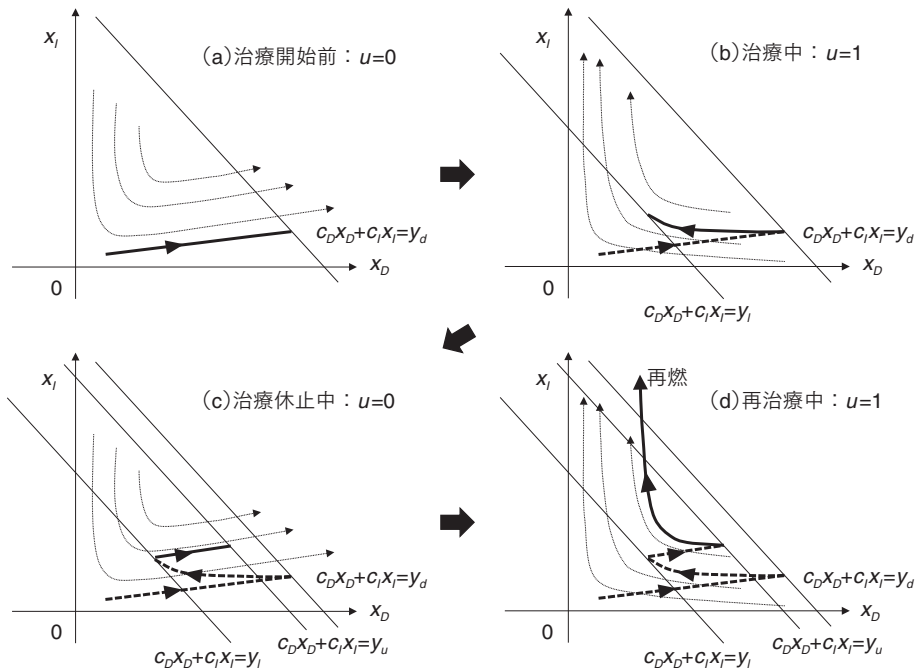 x_I
(a)治療開始前：u=0
c_Dx_D+c_Ix_I=y_d
x_D
0
x_I
(b)治療中：u=1
c_Dx_D+c_Ix_I=y_d
x_D
0
c_Dx_D+c_Ix_I=y_l
x_I
(c)治療休止中：u=0
c_Dx_D+c_Ix_I=y_d
x_D
0
c_Dx_D+c_Ix_I=y_u
c_Dx_D+c_Ix_I=y_l
x_I
再燃
(d)再治療中：u=1
c_Dx_D+c_Ix_I=y_d
x_D
0
c_Dx_D+c_Ix_I=y_u
c_Dx_D+c_Ix_I=y_l